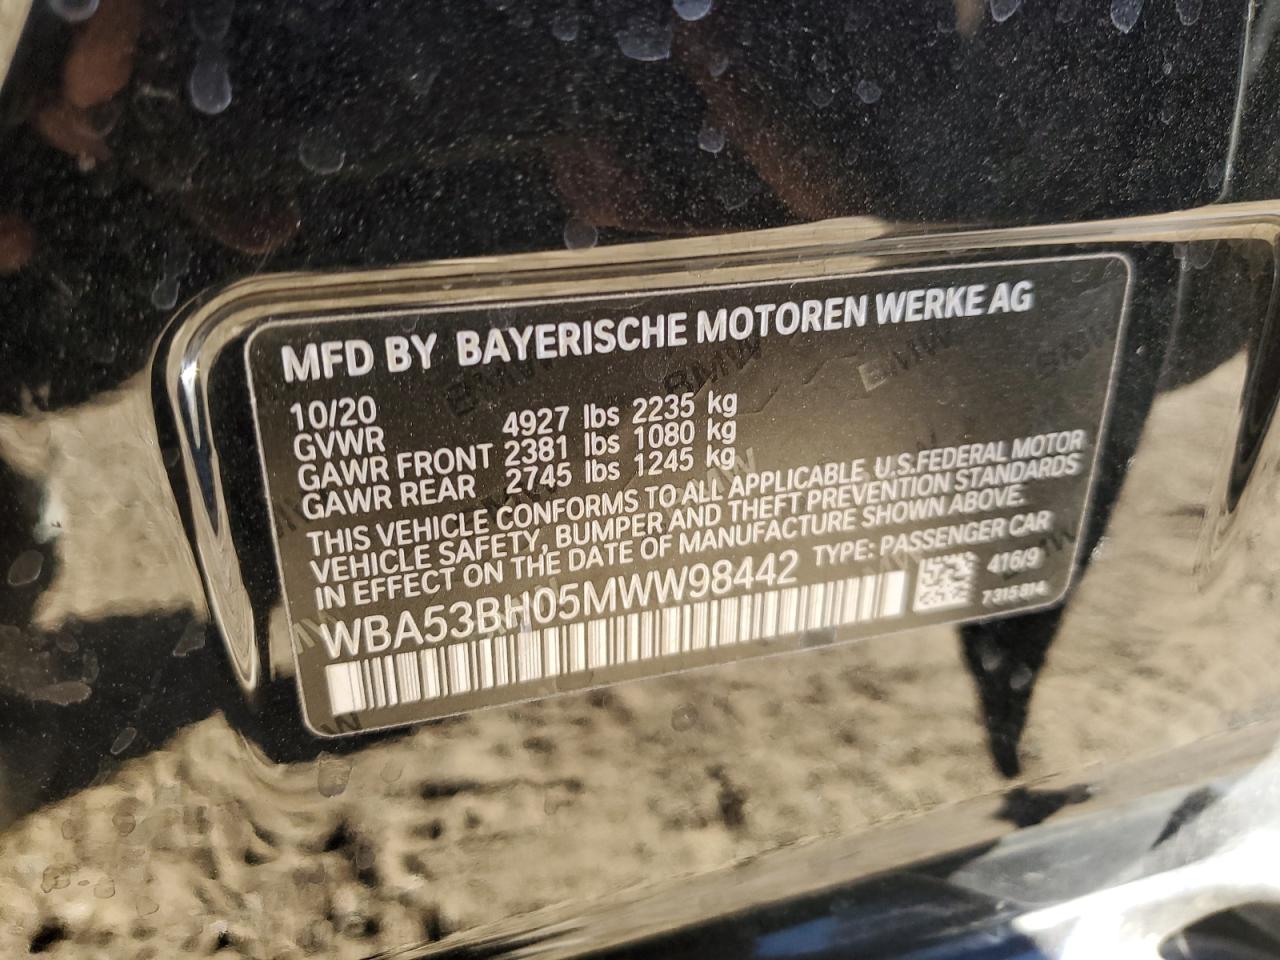 MFD BY BAYERISCHE MOTOREN WERKE AG
10/20
GVWR 4927 lbs 2235 kg
GAWR FRONT 2381 lbs 1080 kg
GAWR REAR 2745 lbs 1245 kg
THIS VEHICLE CONFORMS TO ALL APPLICABLE U.S.FEDERAL MOTOR
VEHICLE SAFETY, BUMPER AND THEFT PREVENTION STANDARDS
IN EFFECT ON THE DATE OF MANUFACTURE SHOWN ABOVE.
WBA53BH05MWW98442 TYPE: PASSENGER CAR
416/9
7315814